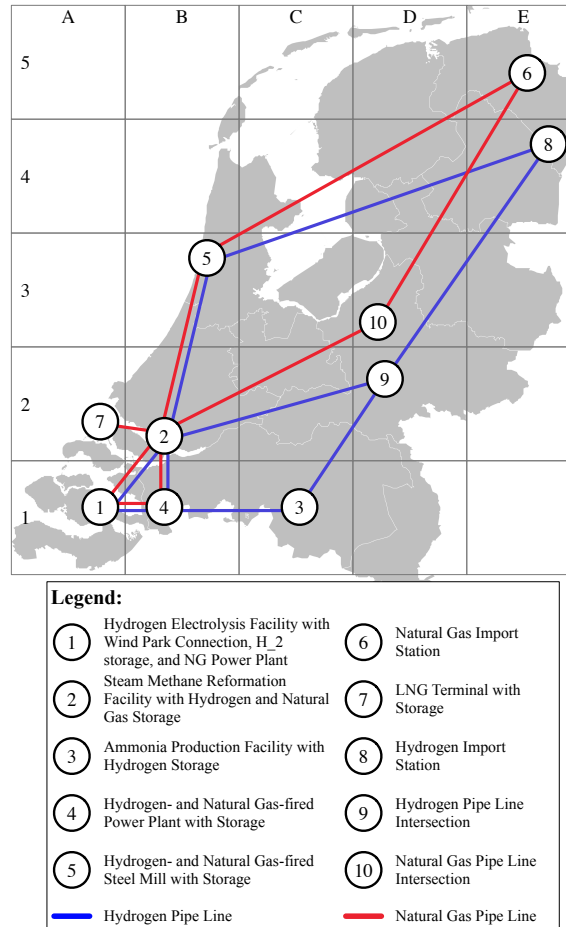 A B C D E
5
6
8
4
5
3
10
9
2
7
2
1 4 3
1
Legend:
1
Hydrogen Electrolysis Facility with
Wind Park Connection, H_2
storage, and NG Power Plant
6
Natural Gas Import
Station
2
Steam Methane Reformation
Facility with Hydrogen and Natural
Gas Storage
7
LNG Terminal with
Storage
3
Ammonia Production Facility with
Hydrogen Storage
8
Hydrogen Import
Station
4
Hydrogen- and Natural Gas-fired
Power Plant with Storage
9
Hydrogen Pipe Line
Intersection
5
Hydrogen- and Natural Gas-fired
Steel Mill with Storage
10
Natural Gas Pipe Line
Intersection
Hydrogen Pipe Line
Natural Gas Pipe Line